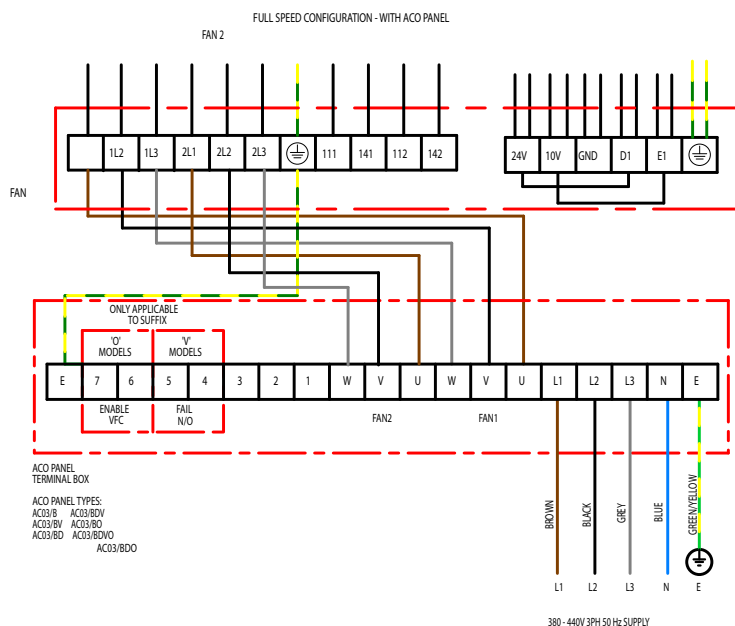 FULL SPEED CONFIGURATION - WITH ACO PANEL
FAN 2
1L2 1L3 2L1 2L2 2L3 111 141 112 142
24V 10V GND D1 E1
FAN
ONLY APPLICABLE
TO SUFFIX
'O'
MODELS
'V'
MODELS
E 7 6 5 4 3 2 1 W V U W V U L1 L2 L3 N E
ENABLE
VFC
FAIL
N/O
FAN2
FAN1
ACO PANEL
TERMINAL BOX
ACO PANEL TYPES:
AC03/B AC03/BDV
AC03/BV AC03/BO
AC03/BD AC03/BDVO
AC03/BDO
BROWN
BLACK
GREY
BLUE
GREEN/YELLOW
L1 L2 L3 N E
380 - 440V 3PH 50 Hz SUPPLY